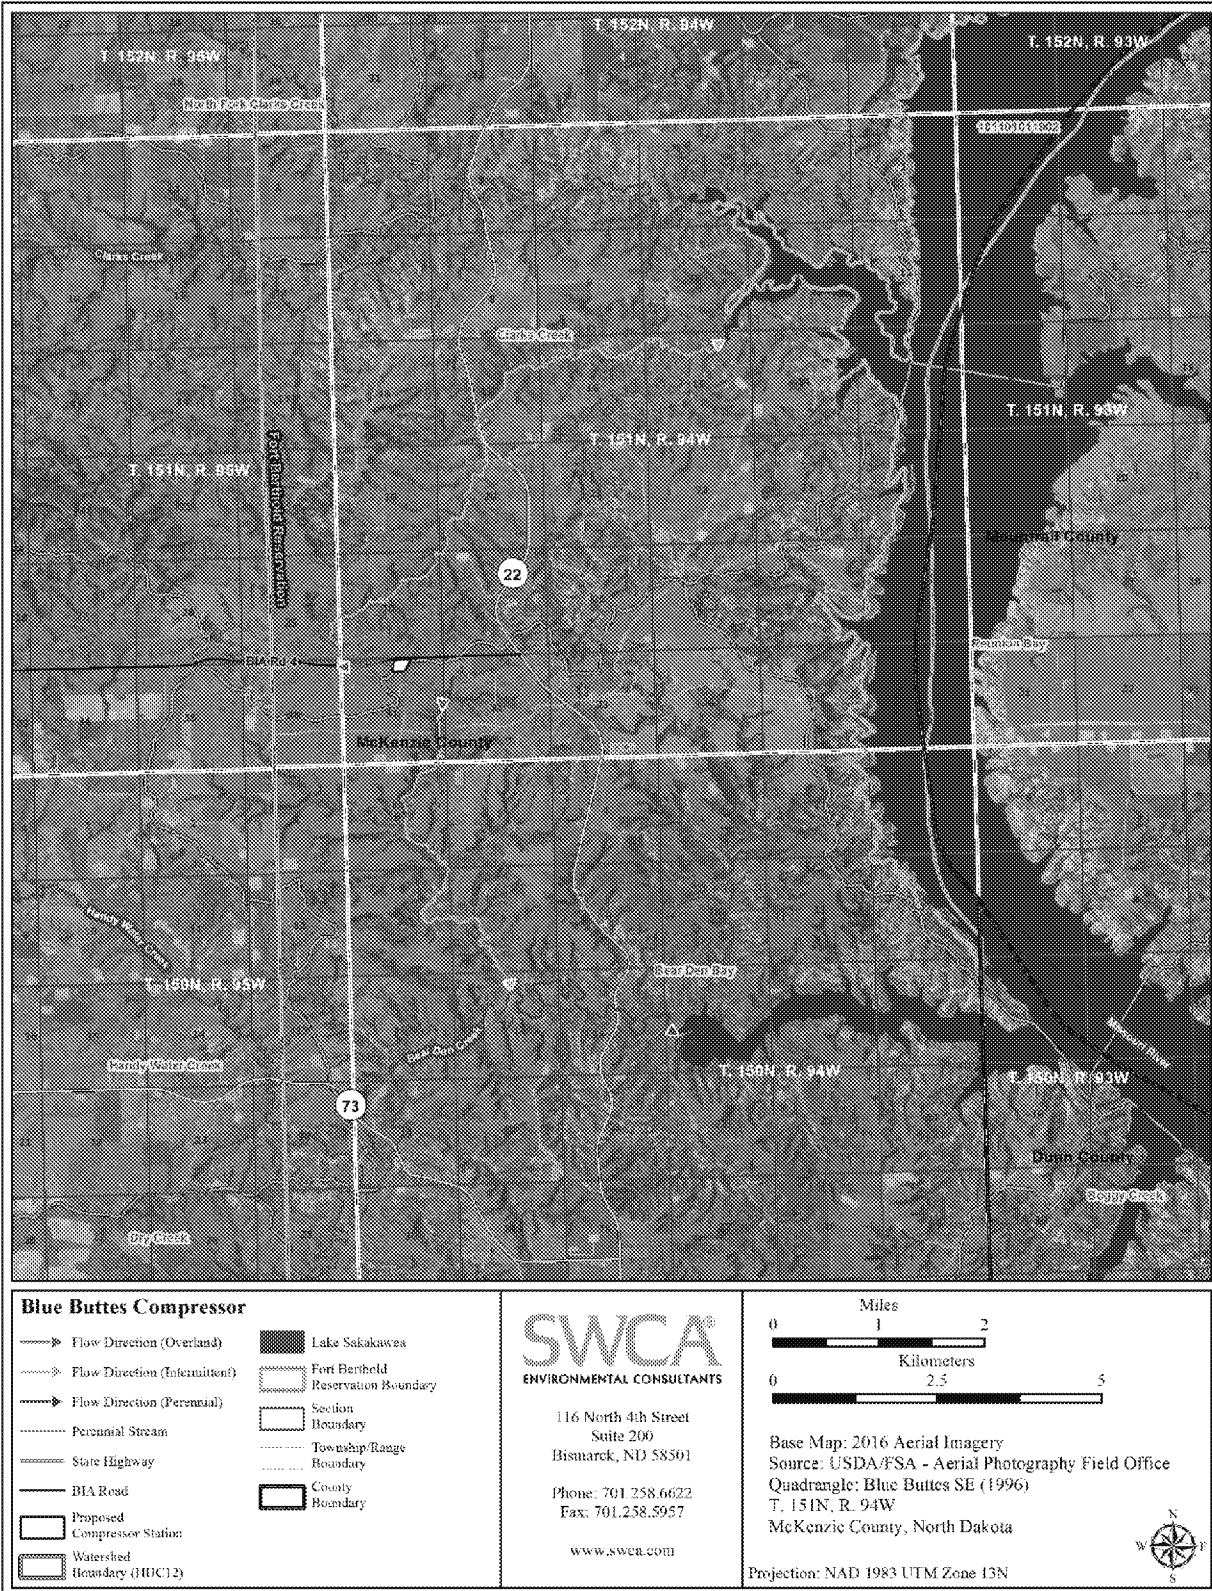 T. 152N, R. 95W
T. 152N, R. 94W
T. 152N, R. 93W
North Fork Clarks Creek
101101011802
Clarks Creek
Clarks Creek
T. 151N, R. 93W
T. 151N, R. 94W
T. 151N, R. 95W
Fort Berthold Reservation
Mountrail County
22
Reunion Bay
BIA Rd 4
McKenzie County
Handy Water Creek
Bear Den Bay
T. 150N, R. 95W
Bear Den Creek
Missouri River
Handy Water Creek
T. 150N, R. 94W
T. 150N, R. 93W
73
Dunn County
Boggy Creek
Dry Creek
Blue Buttes Compressor
Flow Direction (Overland)
Flow Direction (Intermittent)
Flow Direction (Perennial)
Perennial Stream
State Highway
BIA Road
Proposed
Compressor Station
Watershed
Boundary (HUC12)
Lake Sakakawea
Fort Berthold
Reservation Boundary
Section
Boundary
Township/Range
Boundary
County
Boundary
SWCA®
ENVIRONMENTAL CONSULTANTS
116 North 4th Street
Suite 200
Bismarck, ND 58501
Phone: 701.258.6622
Fax: 701.258.5957
www.swca.com
Miles
0 1 2
Kilometers
0 2.5 5
Base Map: 2016 Aerial Imagery
Source: USDA/FSA - Aerial Photography Field Office
Quadrangle: Blue Buttes SE (1996)
T. 151N, R. 94W
McKenzie County, North Dakota
N
W E
S
Projection: NAD 1983 UTM Zone 13N